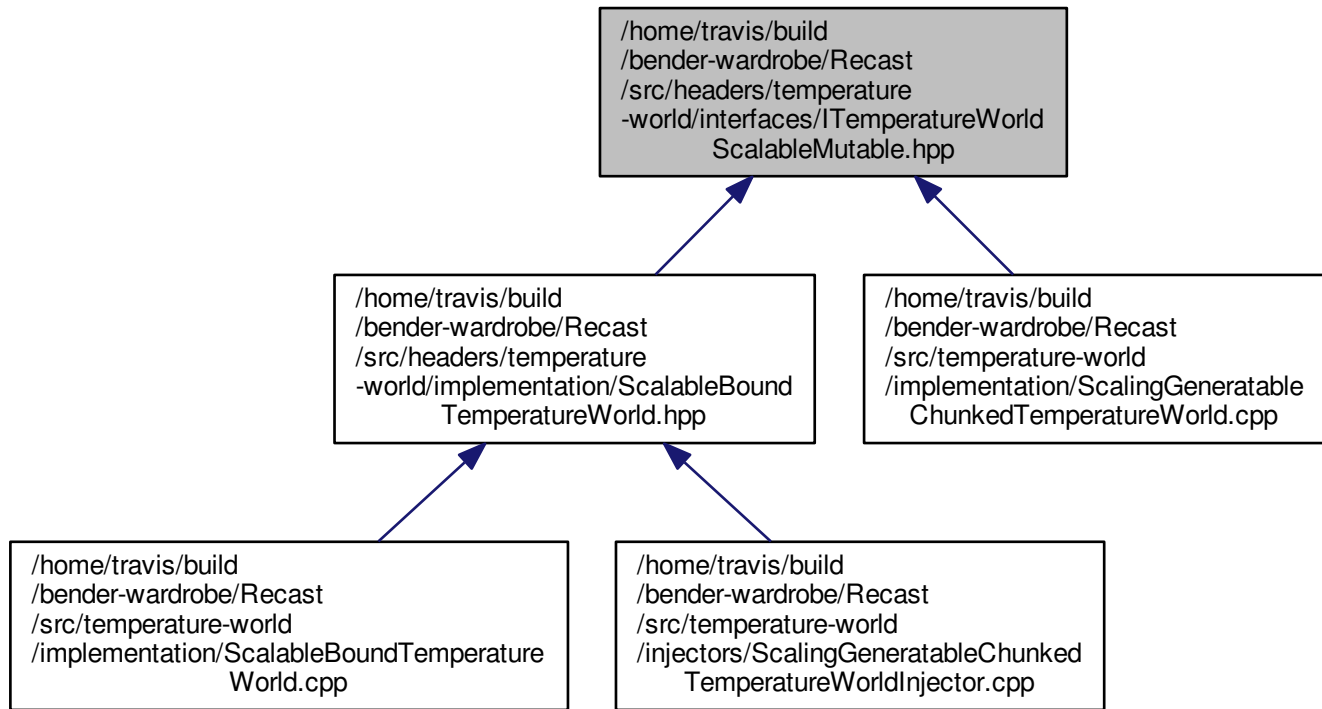 /home/travis/build
/bender-wardrobe/Recast
/src/headers/temperature
-world/interfaces/ITemperatureWorld
ScalableMutable.hpp
/home/travis/build
/bender-wardrobe/Recast
/src/headers/temperature
-world/implementation/ScalableBound
TemperatureWorld.hpp
/home/travis/build
/bender-wardrobe/Recast
/src/temperature-world
/implementation/ScalingGeneratable
ChunkedTemperatureWorld.cpp
/home/travis/build
/bender-wardrobe/Recast
/src/temperature-world
/implementation/ScalableBoundTemperature
World.cpp
/home/travis/build
/bender-wardrobe/Recast
/src/temperature-world
/injectors/ScalingGeneratableChunked
TemperatureWorldInjector.cpp